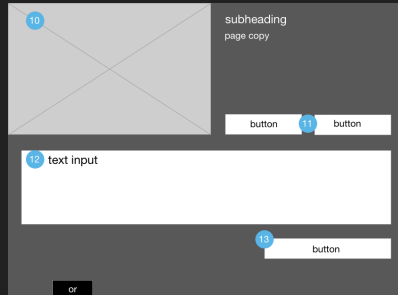 10
subheading
page copy
button 11 button
12 text input
13
button
or